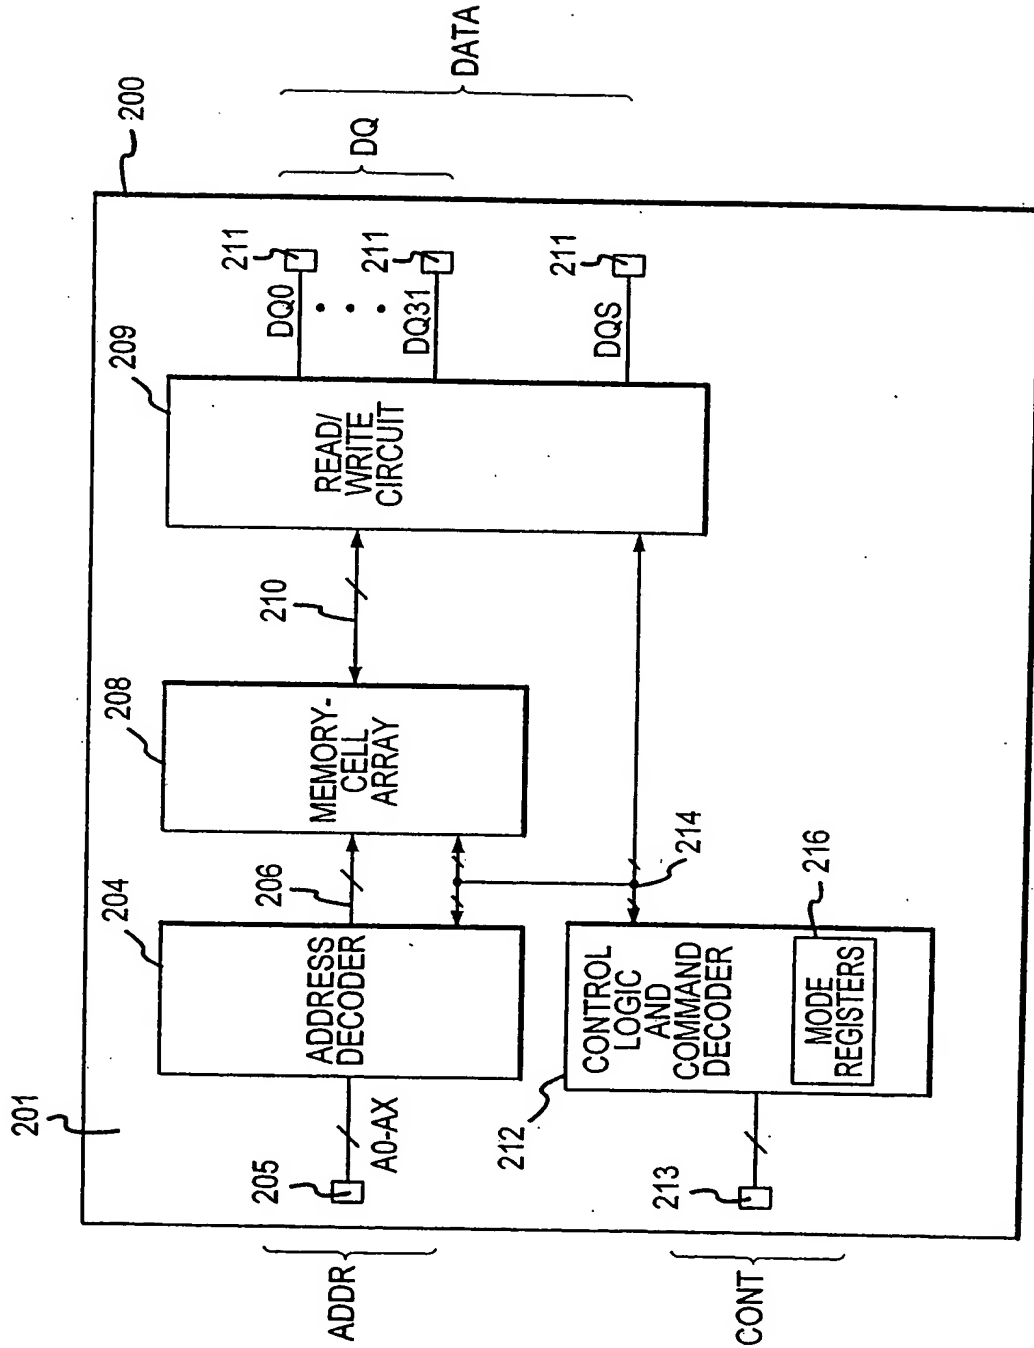 200
201
204
ADDRESS
DECODER
205
A0-AX
ADDR
206
208
MEMORY-
CELL
ARRAY
210
209
READ/
WRITE
CIRCUIT
DQ0
211
DQ31
211
DQS
211
DQ
DATA
212
CONTROL
LOGIC
AND
COMMAND
DECODER
MODE
REGISTERS
216
214
213
CONT